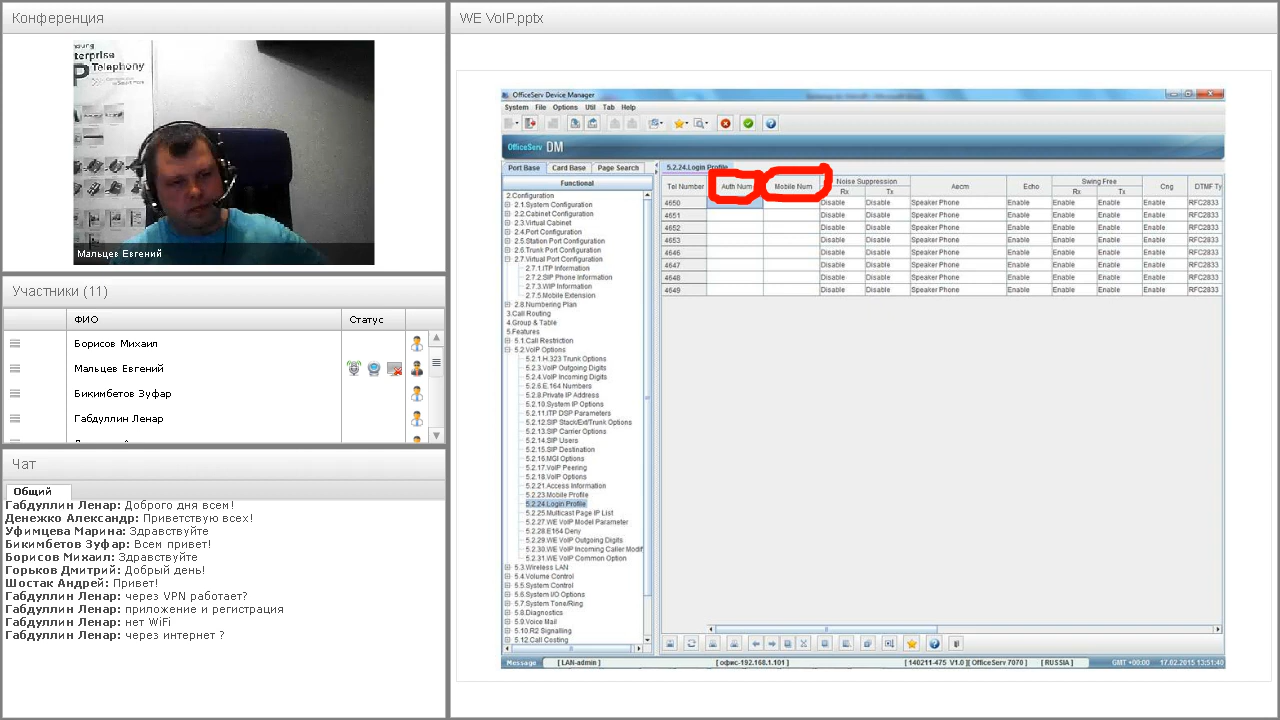 Конференция
terprise
Telephony
Мальцев Евгений
Участники (11)
ФИО Статус
Борисов Михаил
Мальцев Евгений
Бикимбетов Зуфар
Габдуллин Ленар
Чат
Общий
Габдуллин Ленар: Доброго дня всем!
Денежко Александр: Приветствую всех!
Уфимцева Марина: Здравствуйте
Бикимбетов Зуфар: Всем привет!
Борисов Михаил: Здравствуйте
Горьков Дмитрий: Добрый день!
Шостак Андрей: Привет!
Габдуллин Ленар: через VPN работает?
Габдуллин Ленар: приложение и регистация
Габдуллин Ленар: нет WiFi
Габдуллин Ленар: через интернет ?
WE VoIP.pptx
OfficeServ Device Manager
System File Options Util Tab Help
OfficeServ DM
Port Base Card Base Page Search
Functional
2.Configuration
2.1.System Configuration
2.2.Cabinet Configuration
2.3.Virtual Cabinet
2.4.Port Configuration
2.5.Station Port Configuration
2.6.Trunk Port Configuration
2.7.Virtual Port Configuration
2.7.1.ITP Information
2.7.2.SIP Phone Information
2.7.3.WIP Information
2.7.5.Mobile Extension
2.8.Numbering Plan
3.Call Routing
4.Group & Table
5.Features
5.1.Call Restriction
5.2.VoIP Options
5.2.1.H.323 Trunk Options
5.2.3.VoIP Outgoing Digits
5.2.4.VoIP Incoming Digits
5.2.6.E.164 Numbers
5.2.8.Private IP Address
5.2.10.System IP Options
5.2.11.ITP DSP Parameters
5.2.12.SIP Stack/Ext/Trunk Options
5.2.13.SIP Carrier Options
5.2.14.SIP Users
5.2.15.SIP Destination
5.2.16.MGI Options
5.2.17.VoIP Peering
5.2.18.VoIP Options
5.2.21.Access Information
5.2.23.Mobile Profile
5.2.24.Login Profile
5.2.25.Multicast Page IP List
5.2.27.WE VoIP Model Parameter
5.2.28.E164 Deny
5.2.29.WE VoIP Outgoing Digits
5.2.30.WE VoIP Incoming Caller Modif
5.2.31.WE VoIP Common Option
5.3.Wireless LAN
5.4.Volume Control
5.5.System Control
5.6.System I/O Options
5.7.System Tone/Ring
5.8.Diagnostics
5.9.Voice Mail
5.10.R2 Signalling
5.12.Call Costing
5.2.24.Login Profile
Tel Number Auth Num Mobile Num Noise Suppression Aecm Echo Swing Free Cng DTMF Ty
Rx Tx Rx Tx
4650 Disable Disable Speaker Phone Enable Enable Enable Enable RFC2833
4651 Disable Disable Speaker Phone Enable Enable Enable Enable RFC2833
4652 Disable Disable Speaker Phone Enable Enable Enable Enable RFC2833
4653 Disable Disable Speaker Phone Enable Enable Enable Enable RFC2833
4646 Disable Disable Speaker Phone Enable Enable Enable Enable RFC2833
4647 Disable Disable Speaker Phone Enable Enable Enable Enable RFC2833
4648 Disable Disable Speaker Phone Enable Enable Enable Enable RFC2833
4649 Disable Disable Speaker Phone Enable Enable Enable Enable RFC2833
Message [ LAN-admin ] [ офис-192.168.1.101 ] [ 140211-475 V1.0 ][ OfficeServ 7070 ] [ RUSSIA ] GMT +00:00 17.02.2015 13:51:40